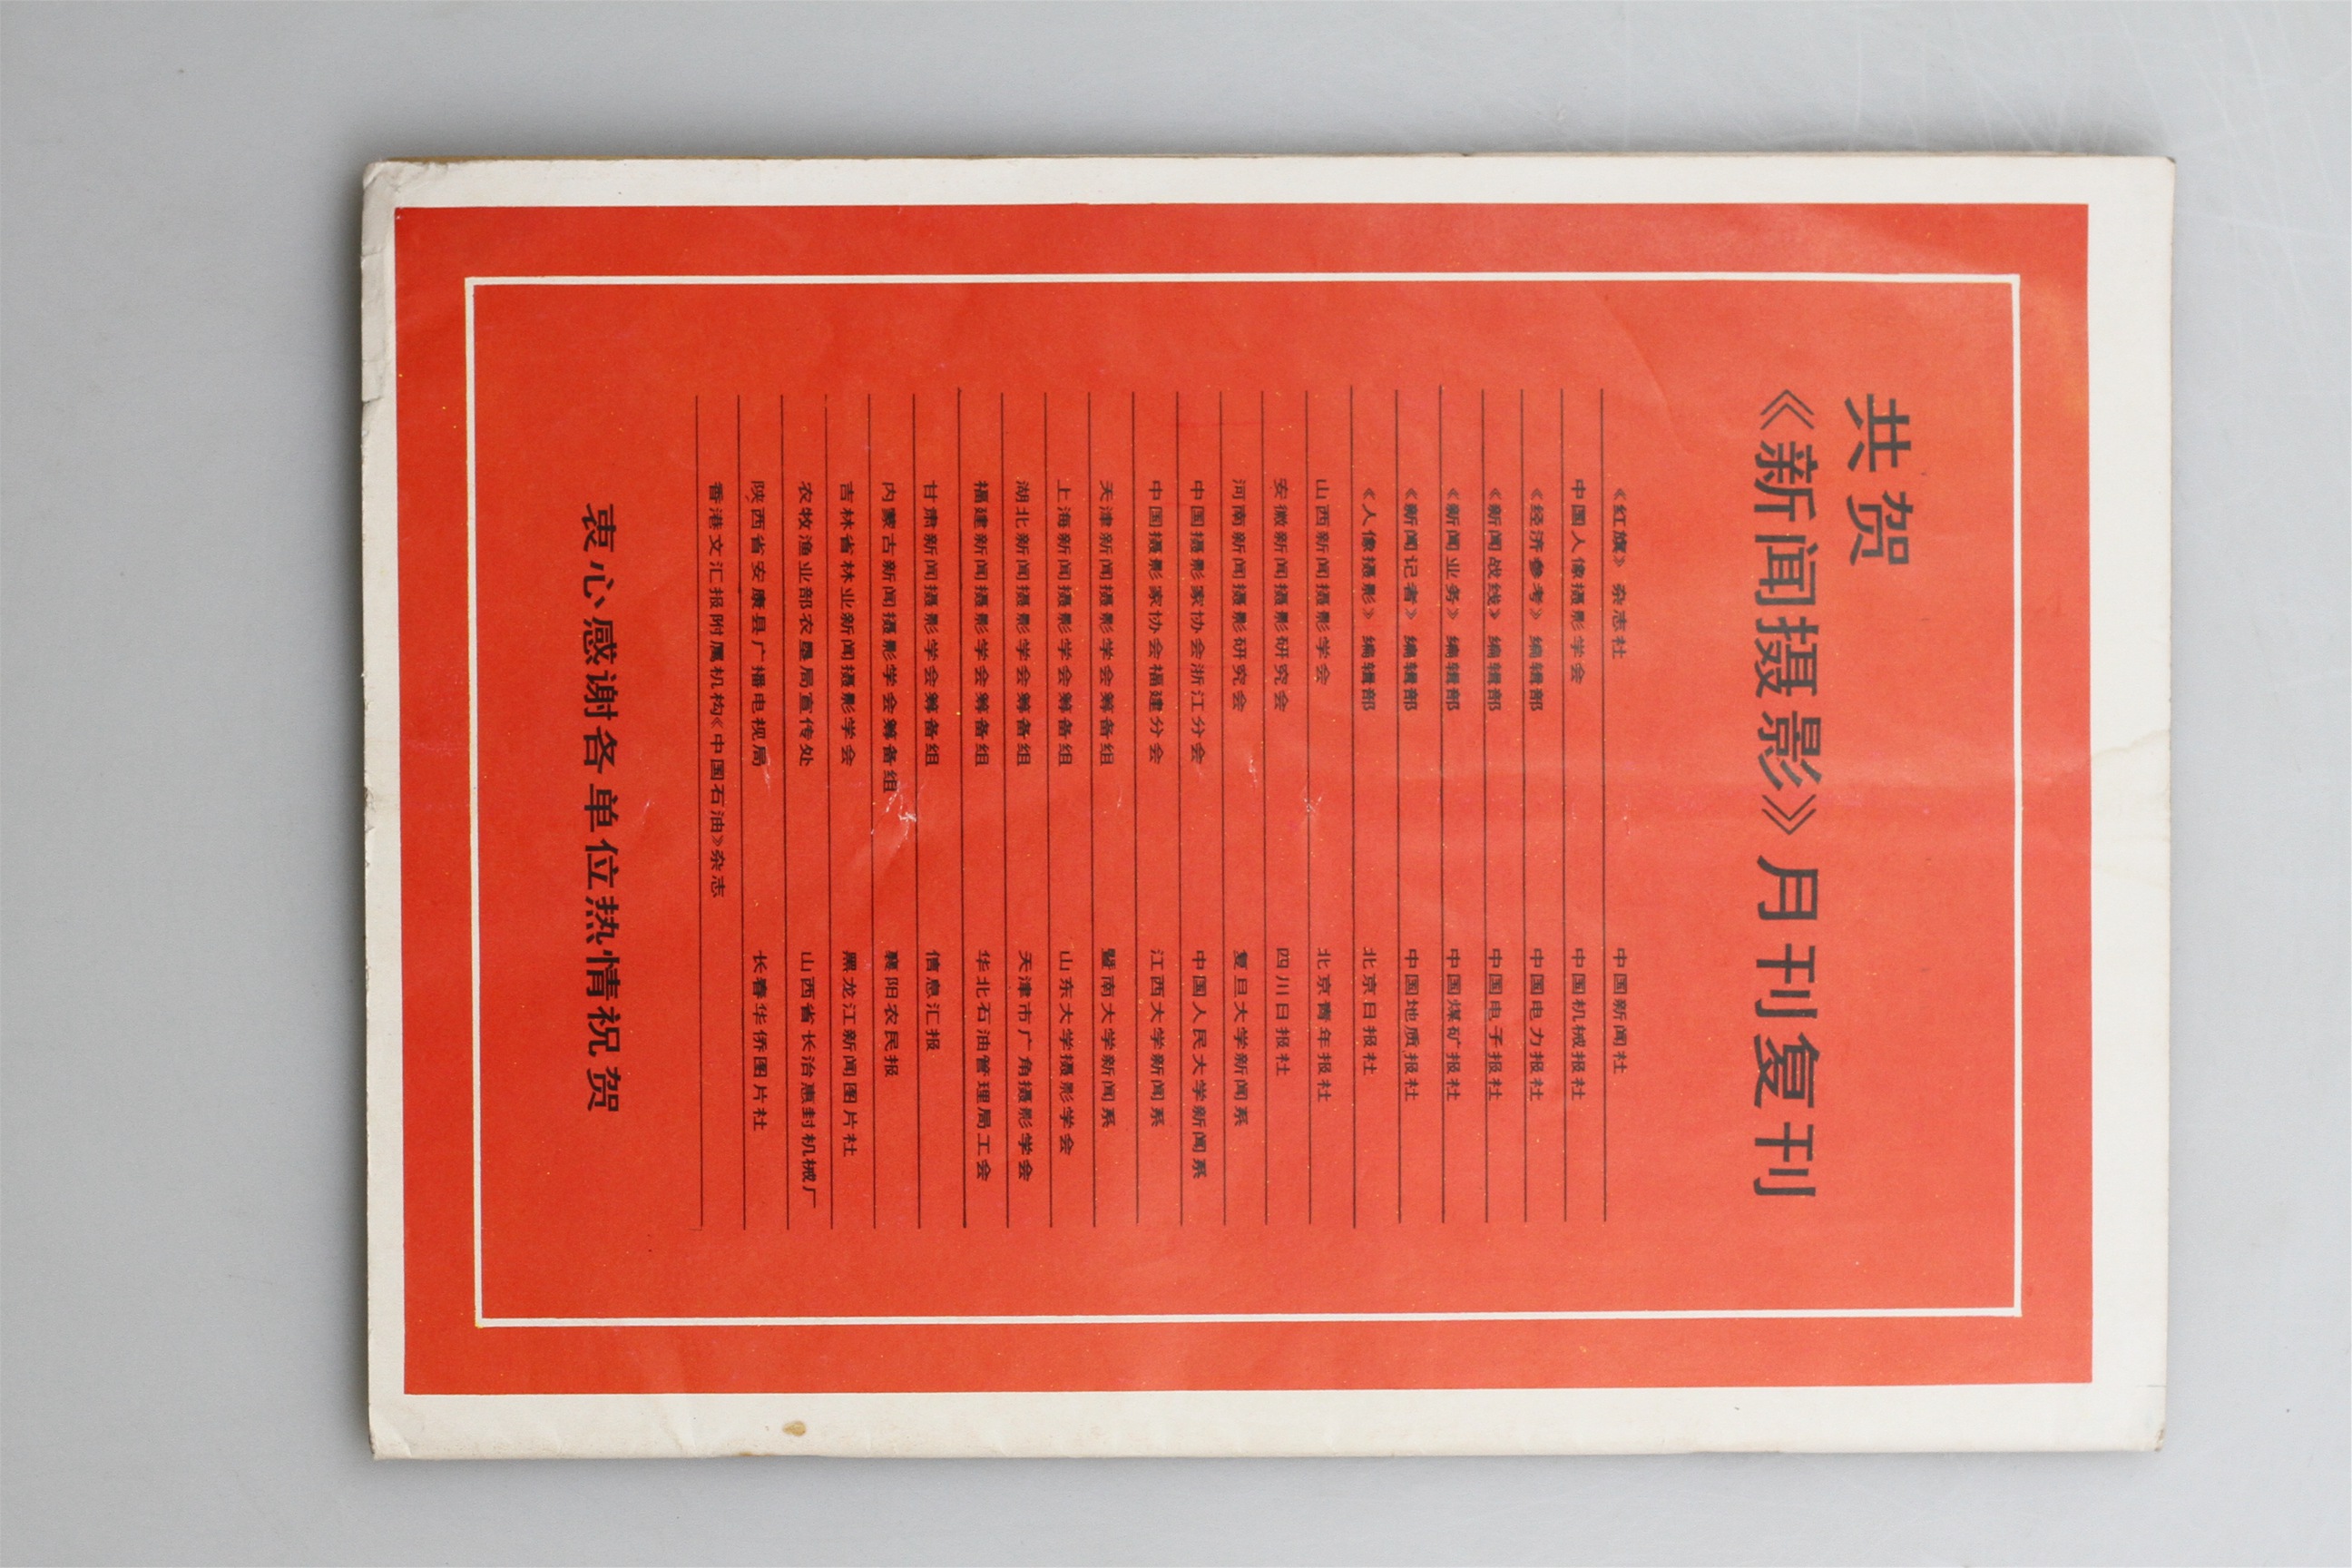 共贺
《新闻摄影》月刊复刊
《红旗》杂志社 中国新闻社
中国人像摄影学会 中国机械报社
《经济参考》编辑部 中国电力报社
《新闻战线》编辑部 中国电子报社
《新闻业务》编辑部 中国煤矿报社
《新闻记者》编辑部 中国地质报社
《人像摄影》编辑部 北京日报社
山西新闻摄影学会 北京青年报社
安徽新闻摄影研究会 四川日报社
河南新闻摄影研究会 复旦大学新闻系
中国摄影家协会浙江分会 中国人民大学新闻系
中国摄影家协会福建分会 江西大学新闻系
天津新闻摄影学会筹备组 暨南大学新闻系
上海新闻摄影学会筹备组 山东大学摄影学会
湖北新闻摄影学会筹备组 天津市广角摄影学会
福建新闻摄影学会筹备组 华北石油管理局工会
甘肃新闻摄影学会筹备组 信息汇报
内蒙古新闻摄影学会筹备组 襄阳农民报
吉林省林业新闻摄影学会 黑龙江新闻图片社
农牧渔业部农垦局宣传处 山西省长治惠封机械厂
陕西省安康县广播电视局 长春华侨图片社
香港文汇报附属机构《中国石油》杂志
衷心感谢各单位热情祝贺